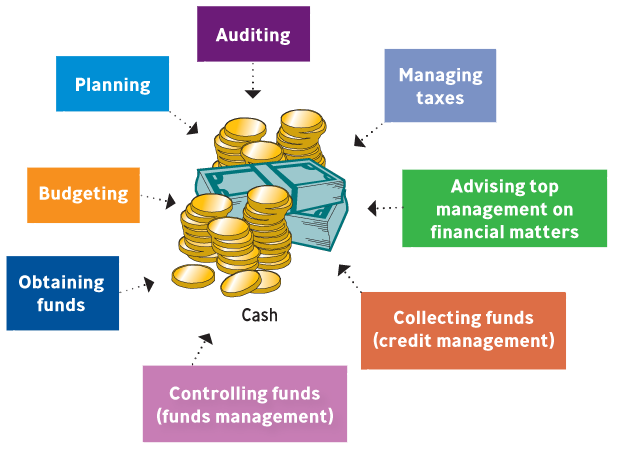 Auditing
Planning
Managing
taxes
Budgeting
Advising top
management on
financial matters
Obtaining
funds
Cash
Collecting funds
(credit management)
Controlling funds
(funds management)